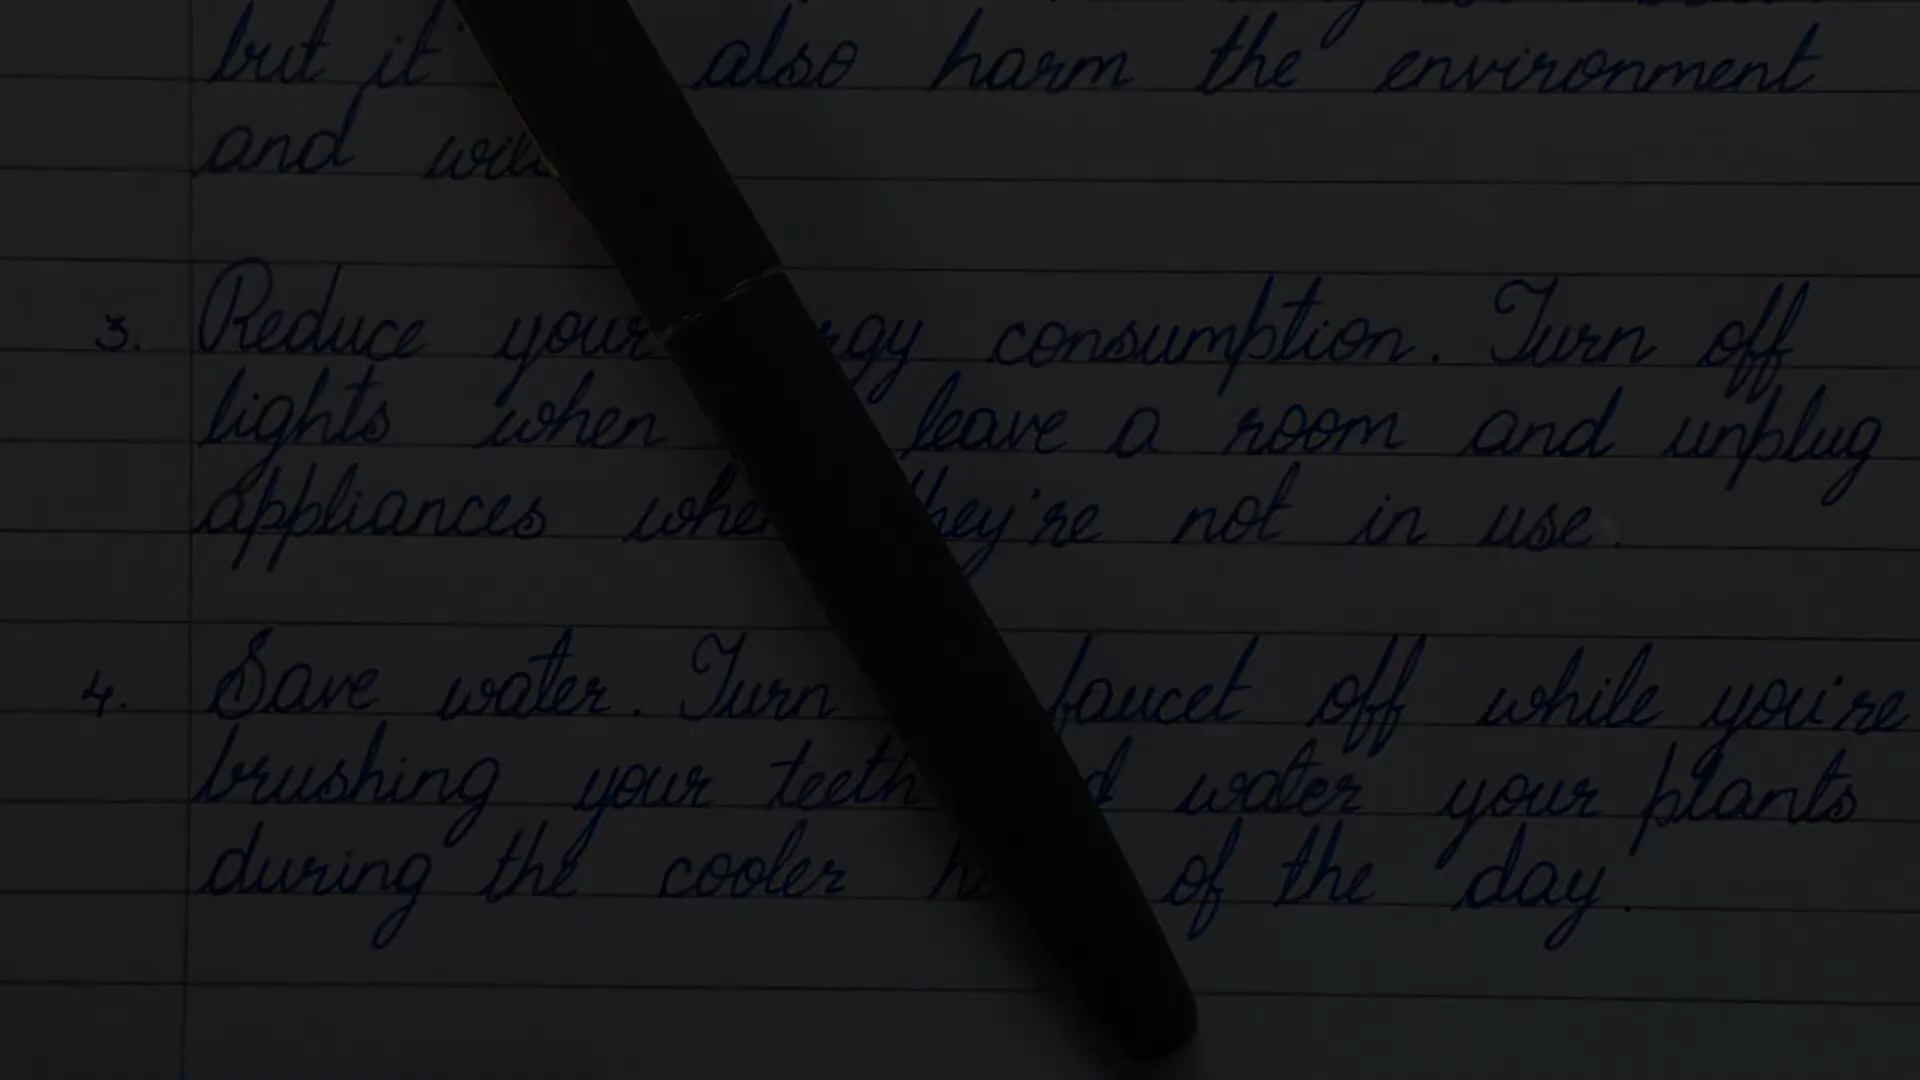 but it also harm the environment
and
3. Reduce your consumption. Turn off
lights when leave a room and unplug
appliances when they're not in use.
4. Save water. Turn faucet off while you're
brushing your teeth water your plants
during the cooler of the day.